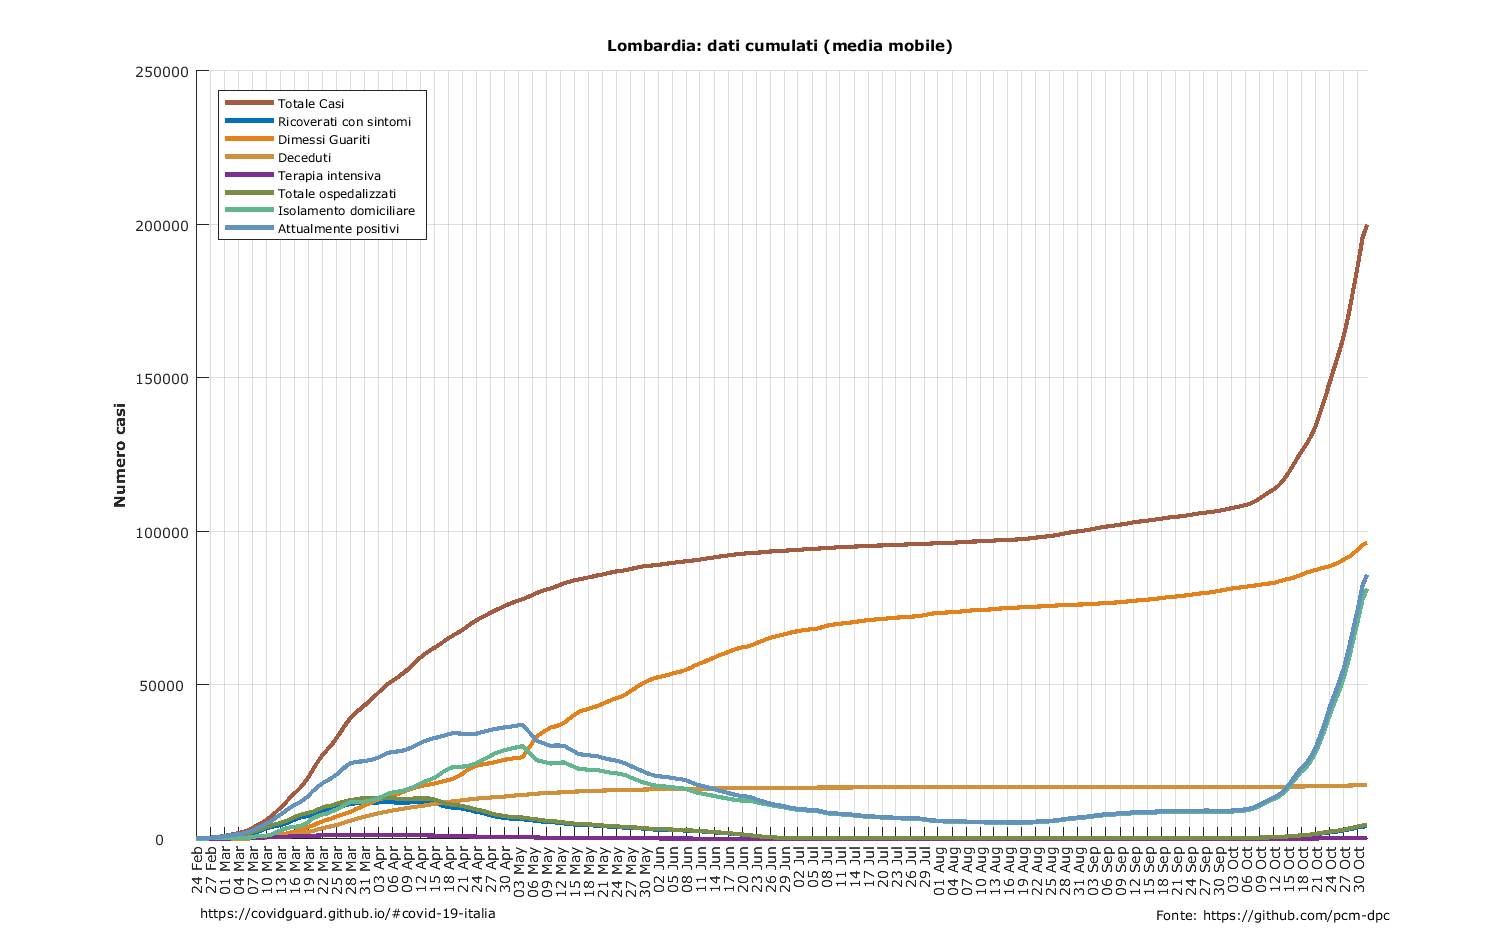 Lombardia: dati cumulati (media mobile)
250000
200000
150000
100000
50000
0
Numero casi
Totale Casi
Ricoverati con sintomi
Dimessi Guariti
Deceduti
Terapia intensiva
Totale ospedalizzati
Isolamento domiciliare
Attualmente positivi
24 Feb
27 Feb
01 Mar
04 Mar
07 Mar
10 Mar
13 Mar
16 Mar
19 Mar
22 Mar
25 Mar
28 Mar
31 Mar
03 Apr
06 Apr
09 Apr
12 Apr
15 Apr
18 Apr
21 Apr
24 Apr
27 Apr
30 Apr
03 May
06 May
09 May
12 May
15 May
18 May
21 May
24 May
27 May
30 May
02 Jun
05 Jun
08 Jun
11 Jun
14 Jun
17 Jun
20 Jun
23 Jun
26 Jun
29 Jun
02 Jul
05 Jul
08 Jul
11 Jul
14 Jul
17 Jul
20 Jul
23 Jul
26 Jul
29 Jul
01 Aug
04 Aug
07 Aug
10 Aug
13 Aug
16 Aug
19 Aug
22 Aug
25 Aug
28 Aug
31 Aug
03 Sep
06 Sep
09 Sep
12 Sep
15 Sep
18 Sep
21 Sep
24 Sep
27 Sep
30 Sep
03 Oct
06 Oct
09 Oct
12 Oct
15 Oct
18 Oct
21 Oct
24 Oct
27 Oct
30 Oct
https://covidguard.github.io/#covid-19-italia
Fonte: https://github.com/pcm-dpc